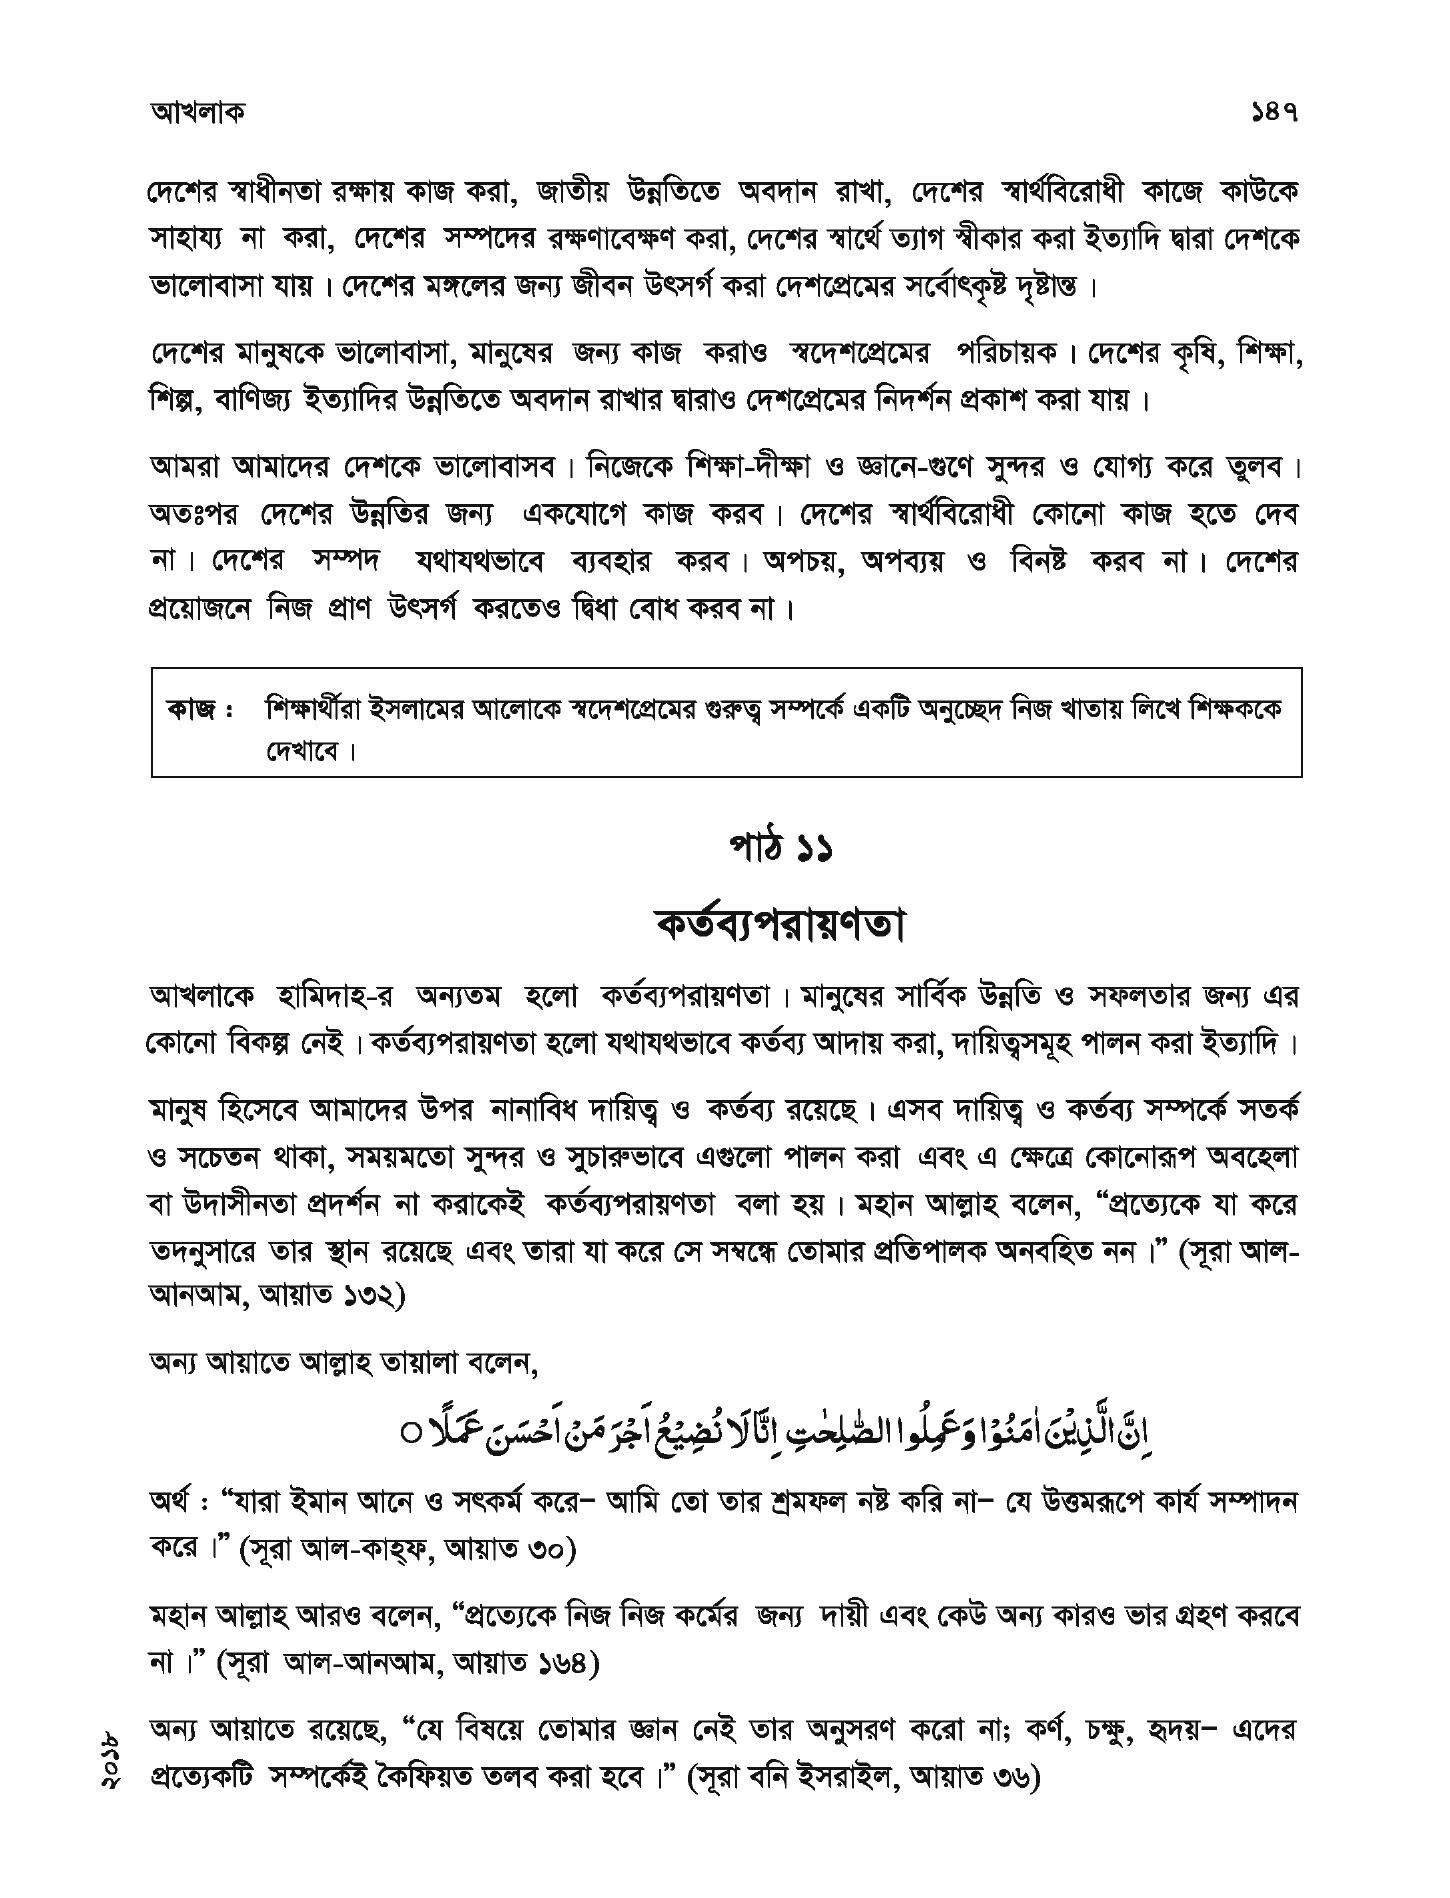 আখলাক
১৪৭
দেশের স্বাধীনতা রক্ষায় কাজ করা, জাতীয় উন্নতিতে অবদান রাখা, দেশের স্বার্থবিরোধী কাজে কাউকে
সাহায্য না করা, দেশের সম্পদের রক্ষণাবেক্ষণ করা, দেশের স্বার্থে ত্যাগ স্বীকার করা ইত্যাদি দ্বারা দেশকে
ভালোবাসা যায়। দেশের মঙ্গলের জন্য জীবন উৎসর্গ করা দেশপ্রেমের সর্বোৎকৃষ্ট দৃষ্টান্ত।
দেশের মানুষকে ভালোবাসা, মানুষের জন্য কাজ করাও স্বদেশপ্রেমের পরিচায়ক। দেশের কৃষি, শিক্ষা,
শিল্প, বাণিজ্য ইত্যাদির উন্নতিতে অবদান রাখার দ্বারাও দেশপ্রেমের নিদর্শন প্রকাশ করা যায়।
আমরা আমাদের দেশকে ভালোবাসব। নিজেকে শিক্ষা-দীক্ষা ও জ্ঞানে-গুণে সুন্দর ও যোগ্য করে তুলব।
অতঃপর দেশের উন্নতির জন্য একযোগে কাজ করব। দেশের স্বার্থবিরোধী কোনো কাজ হতে দেব
না। দেশের সম্পদ যথাযথভাবে ব্যবহার করব। অপচয়, অপব্যয় ও বিনষ্ট করব না। দেশের
প্রয়োজনে নিজ প্রাণ উৎসর্গ করতেও দ্বিধা বোধ করব না।
কাজ : শিক্ষার্থীরা ইসলামের আলোকে স্বদেশপ্রেমের গুরুত্ব সম্পর্কে একটি অনুচ্ছেদ নিজ খাতায় লিখে শিক্ষককে
দেখাবে।
পাঠ ১১
কর্তব্যপরায়ণতা
আখলাকে হামিদাহ-র অন্যতম হলো কর্তব্যপরায়ণতা। মানুষের সার্বিক উন্নতি ও সফলতার জন্য এর
কোনো বিকল্প নেই। কর্তব্যপরায়ণতা হলো যথাযথভাবে কর্তব্য আদায় করা, দায়িত্বসমূহ পালন করা ইত্যাদি।
মানুষ হিসেবে আমাদের উপর নানাবিধ দায়িত্ব ও কর্তব্য রয়েছে। এসব দায়িত্ব ও কর্তব্য সম্পর্কে সতর্ক
ও সচেতন থাকা, সময়মতো সুন্দর ও সুচারুভাবে এগুলো পালন করা এবং এ ক্ষেত্রে কোনোরূপ অবহেলা
বা উদাসীনতা প্রদর্শন না করাকেই কর্তব্যপরায়ণতা বলা হয়। মহান আল্লাহ বলেন, “প্রত্যেকে যা করে
তদনুসারে তার স্থান রয়েছে এবং তারা যা করে সে সম্বন্ধে তোমার প্রতিপালক অনবহিত নন।” (সূরা আল-
আনআম, আয়াত ১৩২)
অন্য আয়াতে আল্লাহ তায়ালা বলেন,
اِنَّ الَّذِيْنَ اٰمَنُوْا وَعَمِلُوا الصّٰلِحٰتِ اِنَّا لَا نُضِيْعُ اَجْرَ مَنْ اَحْسَنَ عَمَلًا ○
অর্থ : “যারা ইমান আনে ও সৎকর্ম করে– আমি তো তার শ্রমফল নষ্ট করি না– যে উত্তমরূপে কার্য সম্পাদন
করে।” (সূরা আল-কাহ্ফ, আয়াত ৩০)
মহান আল্লাহ আরও বলেন, “প্রত্যেকে নিজ নিজ কর্মের জন্য দায়ী এবং কেউ অন্য কারও ভার গ্রহণ করবে
না।” (সূরা আল-আনআম, আয়াত ১৬৪)
অন্য আয়াতে রয়েছে, “যে বিষয়ে তোমার জ্ঞান নেই তার অনুসরণ করো না; কর্ণ, চক্ষু, হৃদয়– এদের
প্রত্যেকটি সম্পর্কেই কৈফিয়ত তলব করা হবে।” (সূরা বনি ইসরাইল, আয়াত ৩৬)
২০১৮